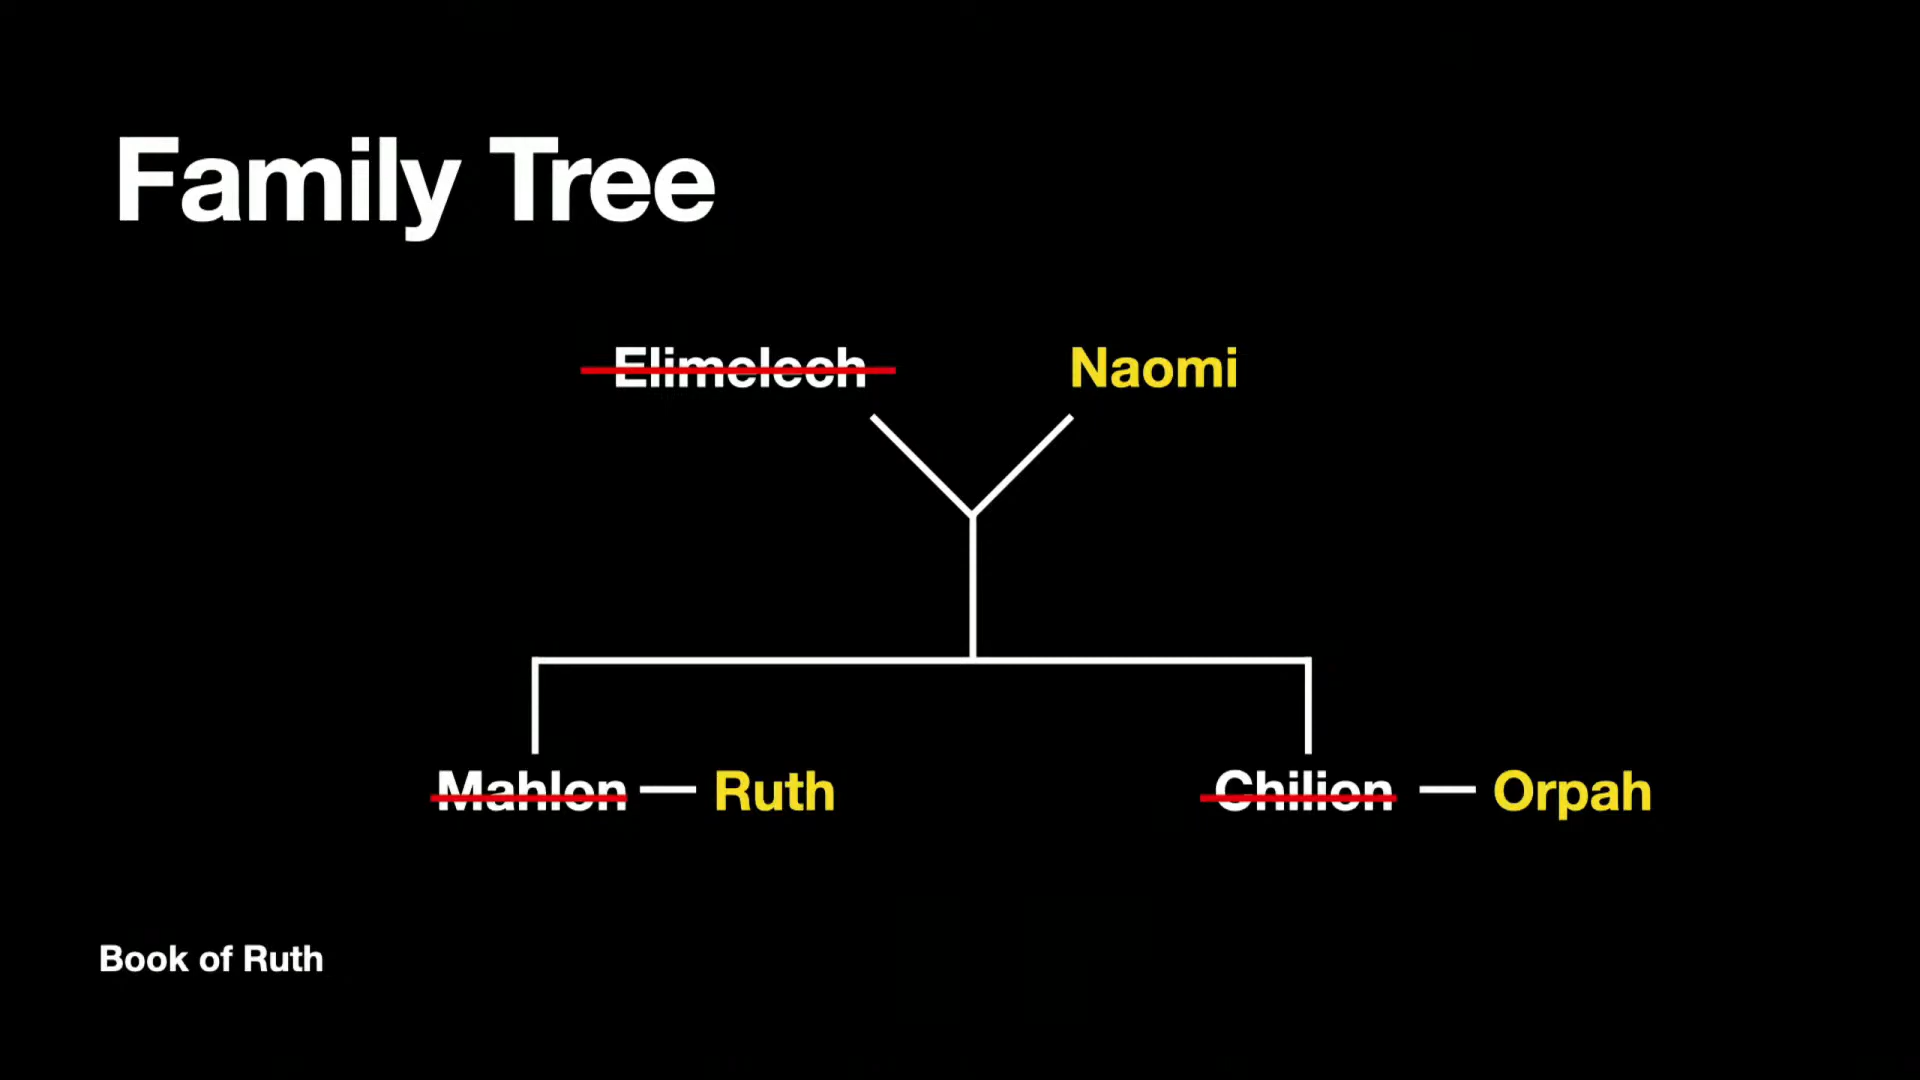 Family Tree
Elimelech Naomi
Mahlon — Ruth Chilion — Orpah
Book of Ruth